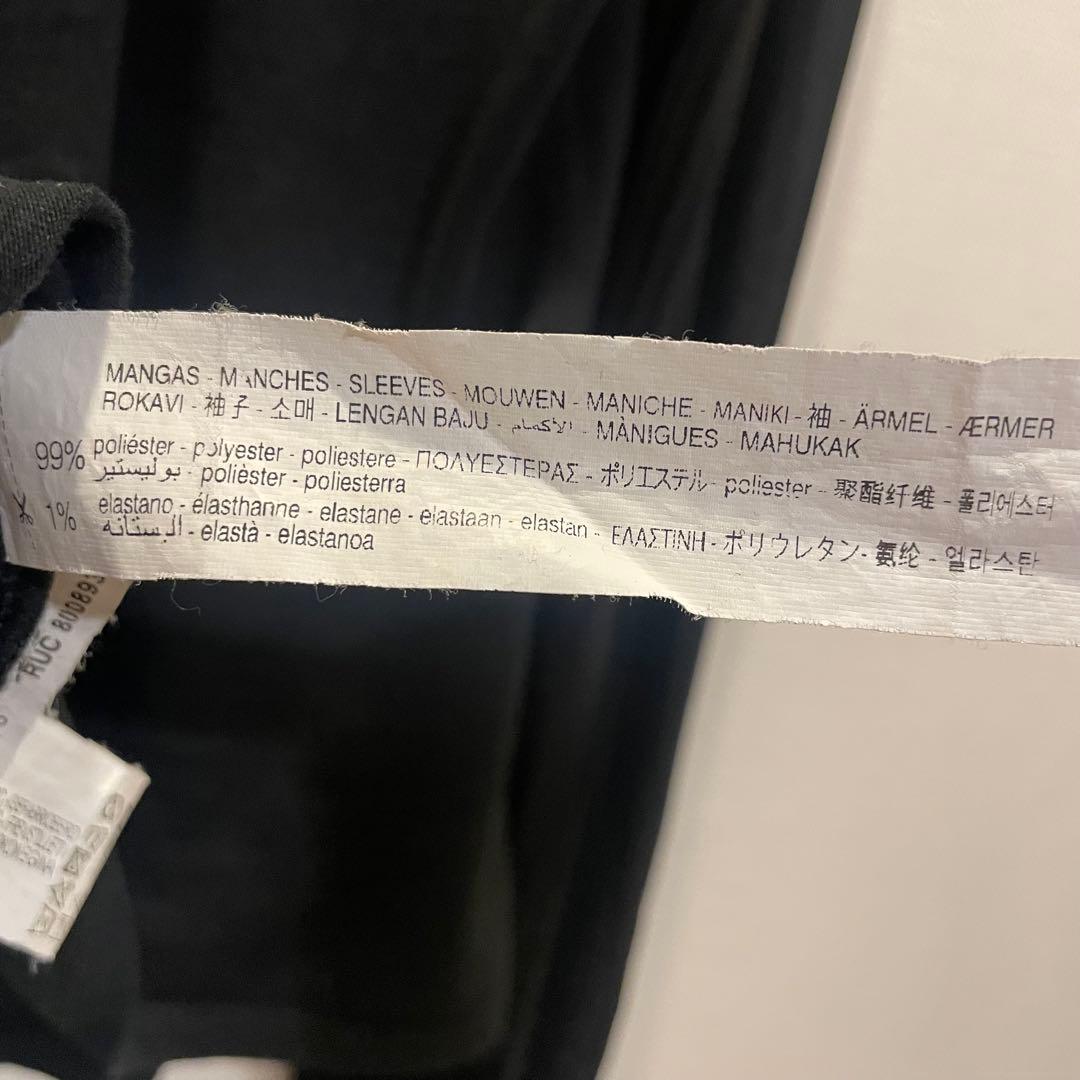 MANGAS - MANCHES - SLEEVES - MOUWEN - MANICHE - MANIKI - 袖 - ÄRMEL - ÆRMER
ROKAVI - 袖子 - 소매 - LENGAN BAJU - الأكمام - MÀNIGUES - MAHUKAK
99% poliéster - polyester - poliestere - ΠΟΛΥΕΣΤΕΡΑΣ - ポリエステル - poliester - 聚酯纤维 - 폴리에스터
بوليستير - polièster - poliesterra
1% elastano - élasthanne - elastane - elastaan - elastan - ΕΛΑΣΤΙΝΗ - ポリウレタン - 氨纶 - 엘라스탄
البستانه - elastà - elastanoa
RUC 80089